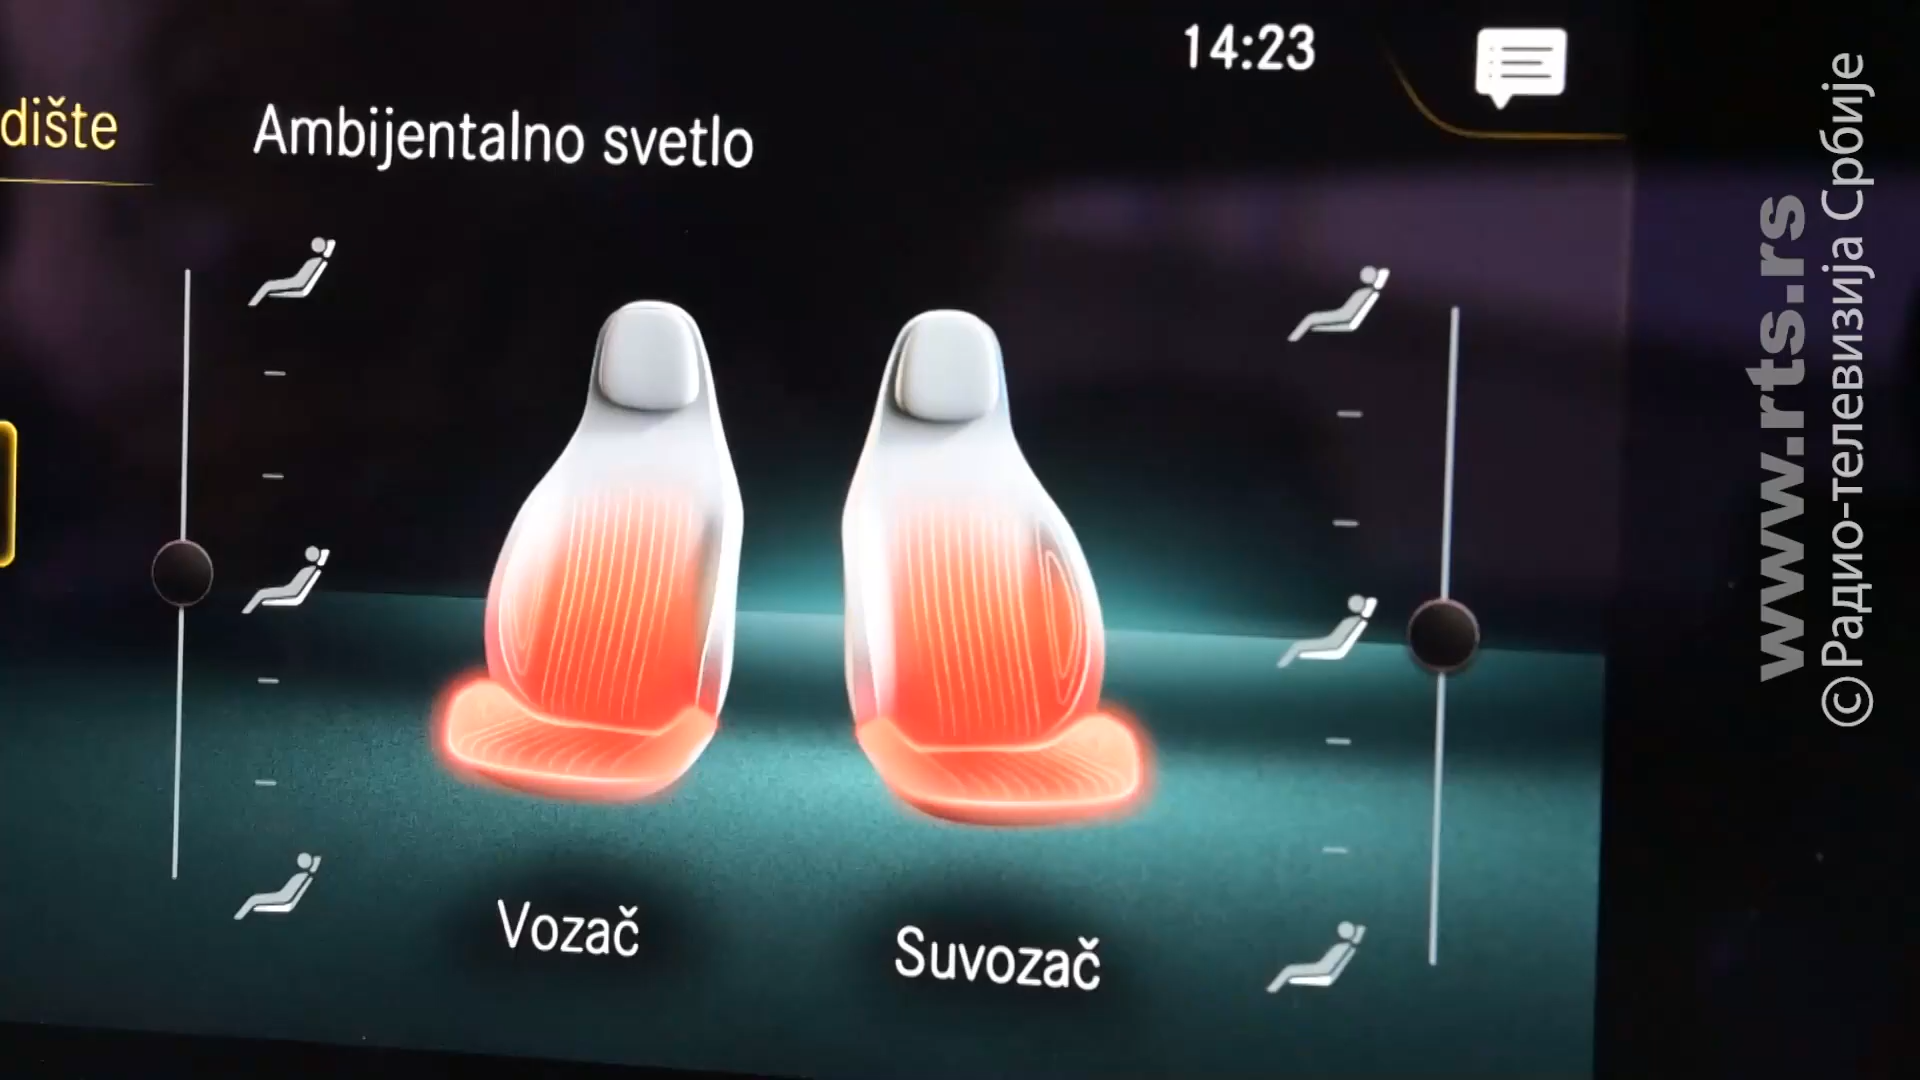 14:23
dište
Ambijentalno svetlo
Vozač
Suvozač
www.rts.rs
©Радио-телевизија Србије